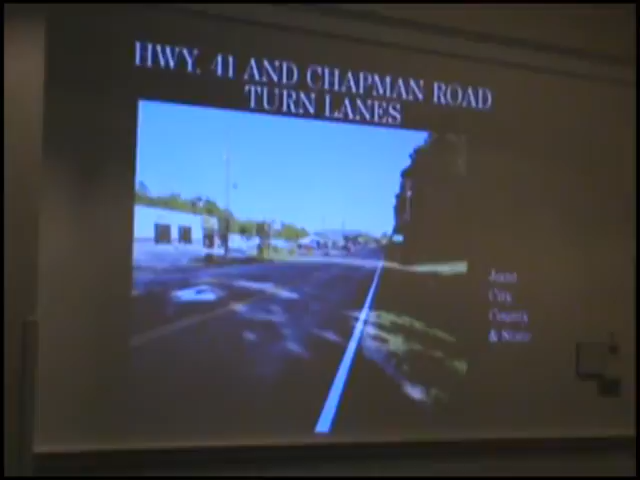 HWY. 41 AND CHAPMAN ROAD
TURN LANES
Joint
City
County
& State